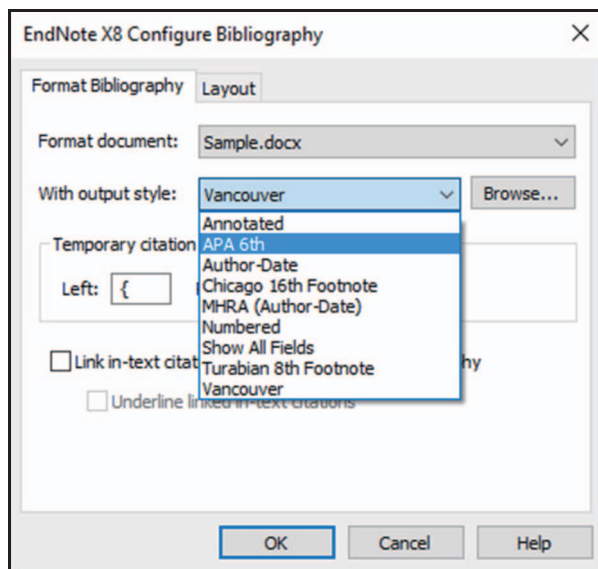 EndNote X8 Configure Bibliography
Format Bibliography Layout
Format document: Sample.docx
With output style: Vancouver Browse...
Annotated
Temporary citation APA 6th
Author-Date
Left: { Chicago 16th Footnote
MHRA (Author-Date)
Numbered
Show All Fields
Link in-text citat Turabian 8th Footnote hy
Vancouver
Underline linked in-text citations
OK Cancel Help